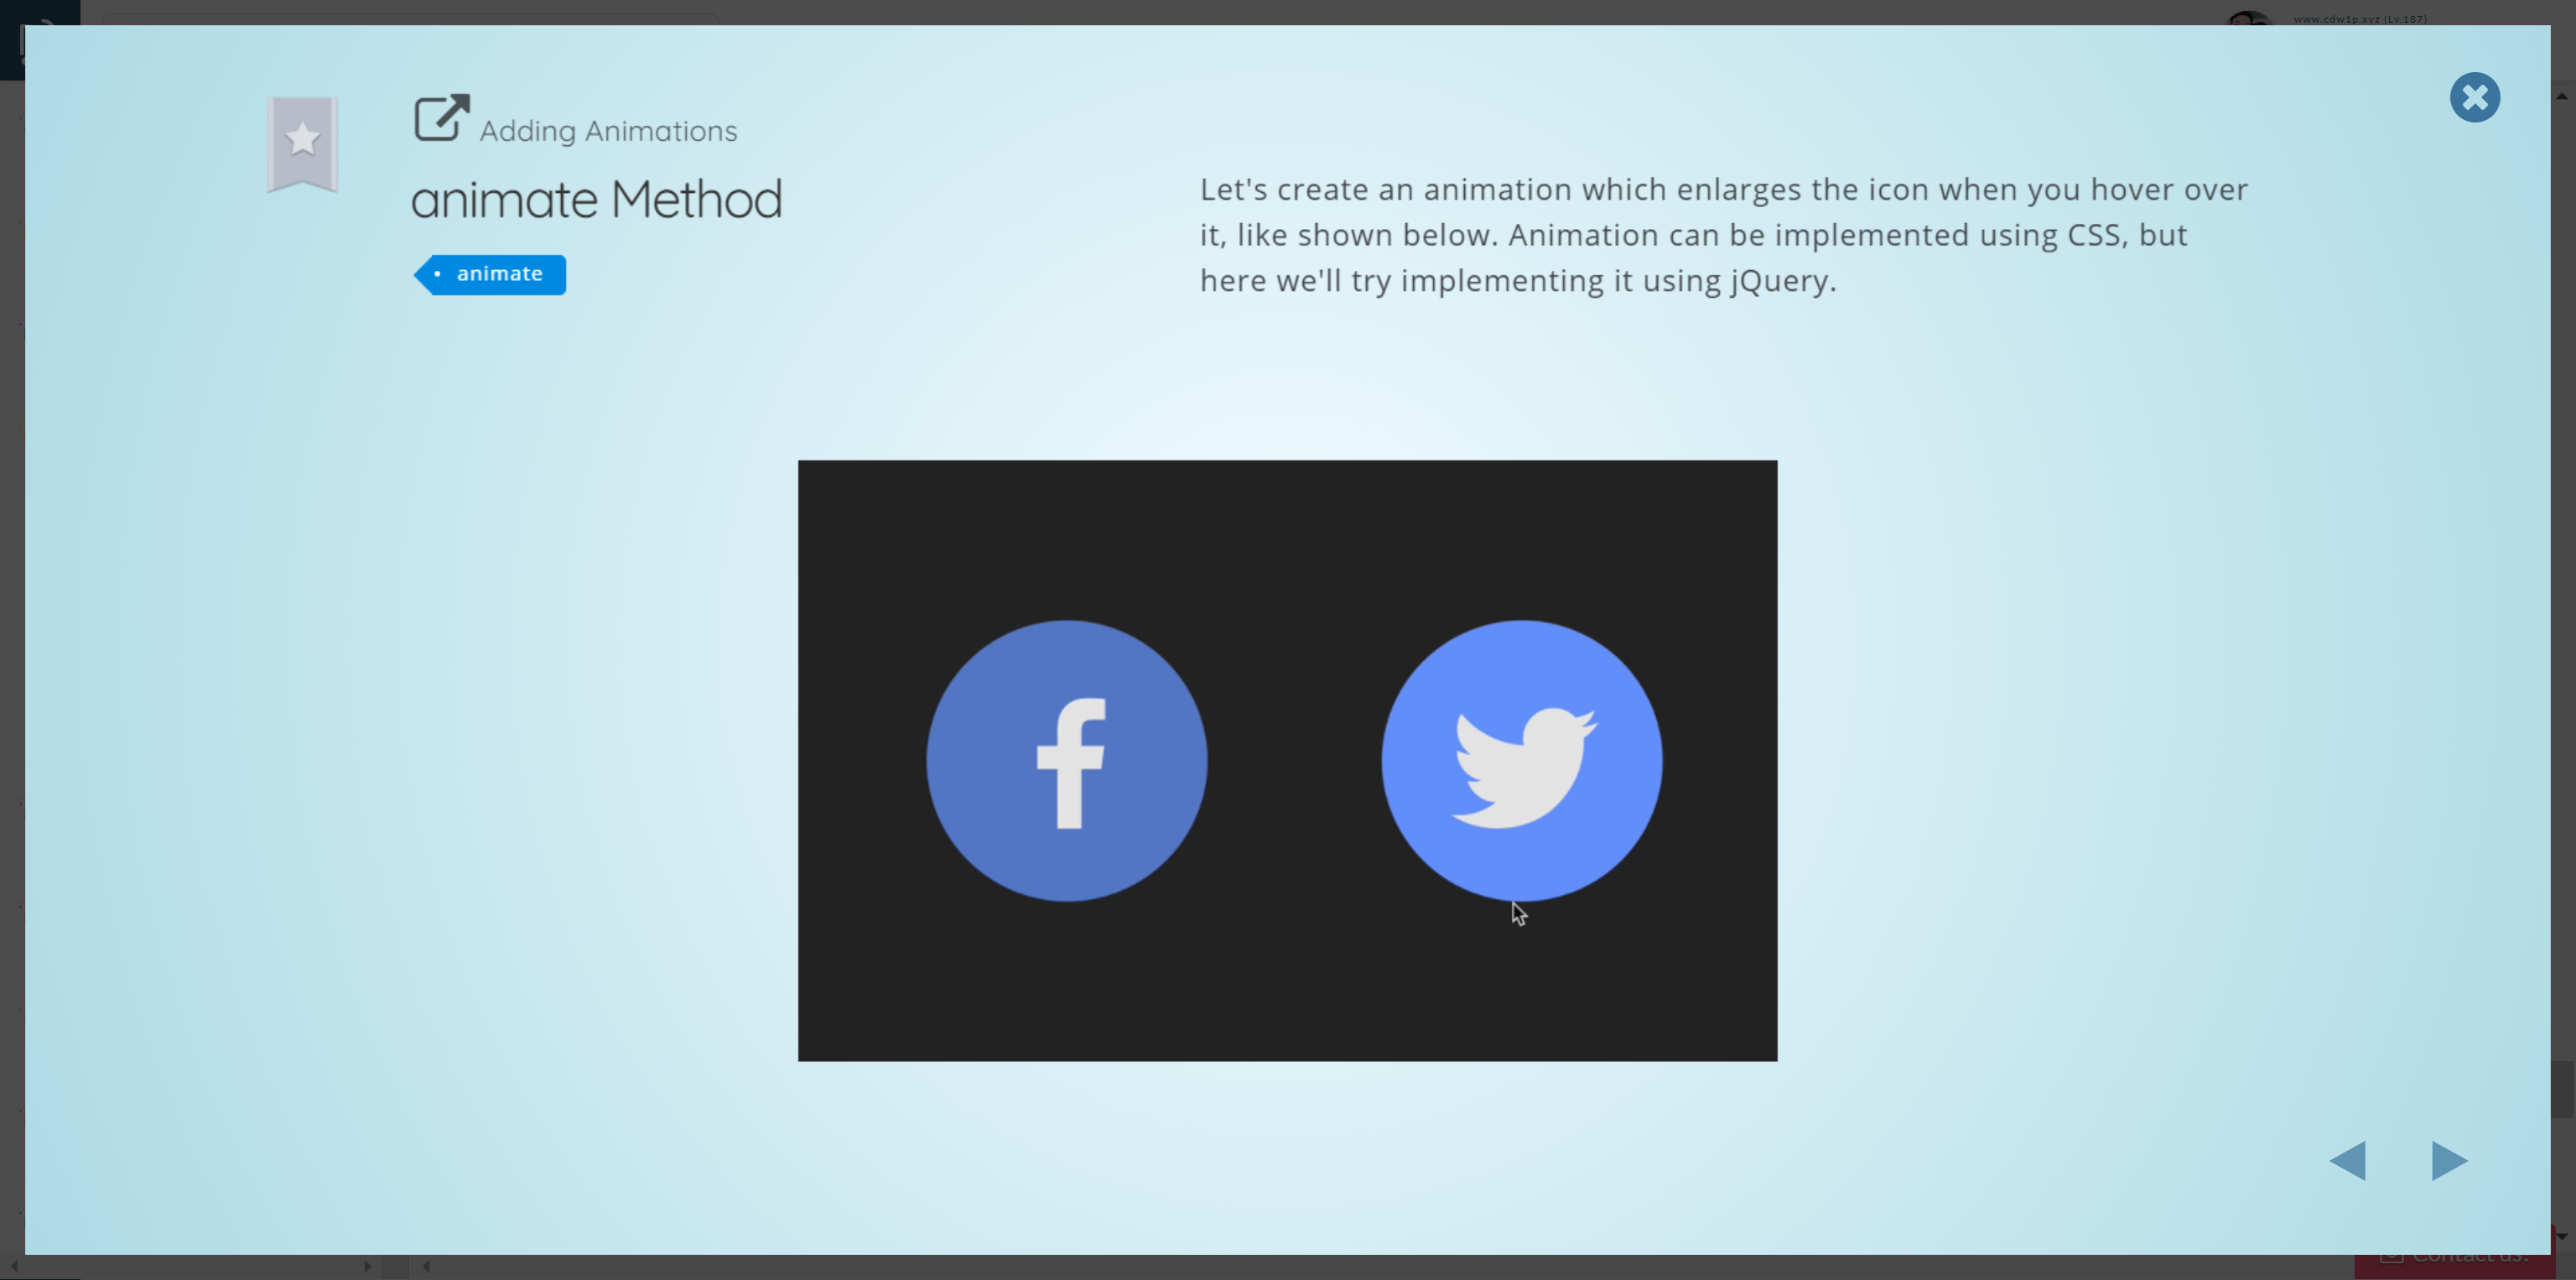 www.cdw1p.xyz (Lv.187)
Adding Animations
animate Method
animate
Let's create an animation which enlarges the icon when you hover over
it, like shown below. Animation can be implemented using CSS, but
here we'll try implementing it using jQuery.
Contact us!